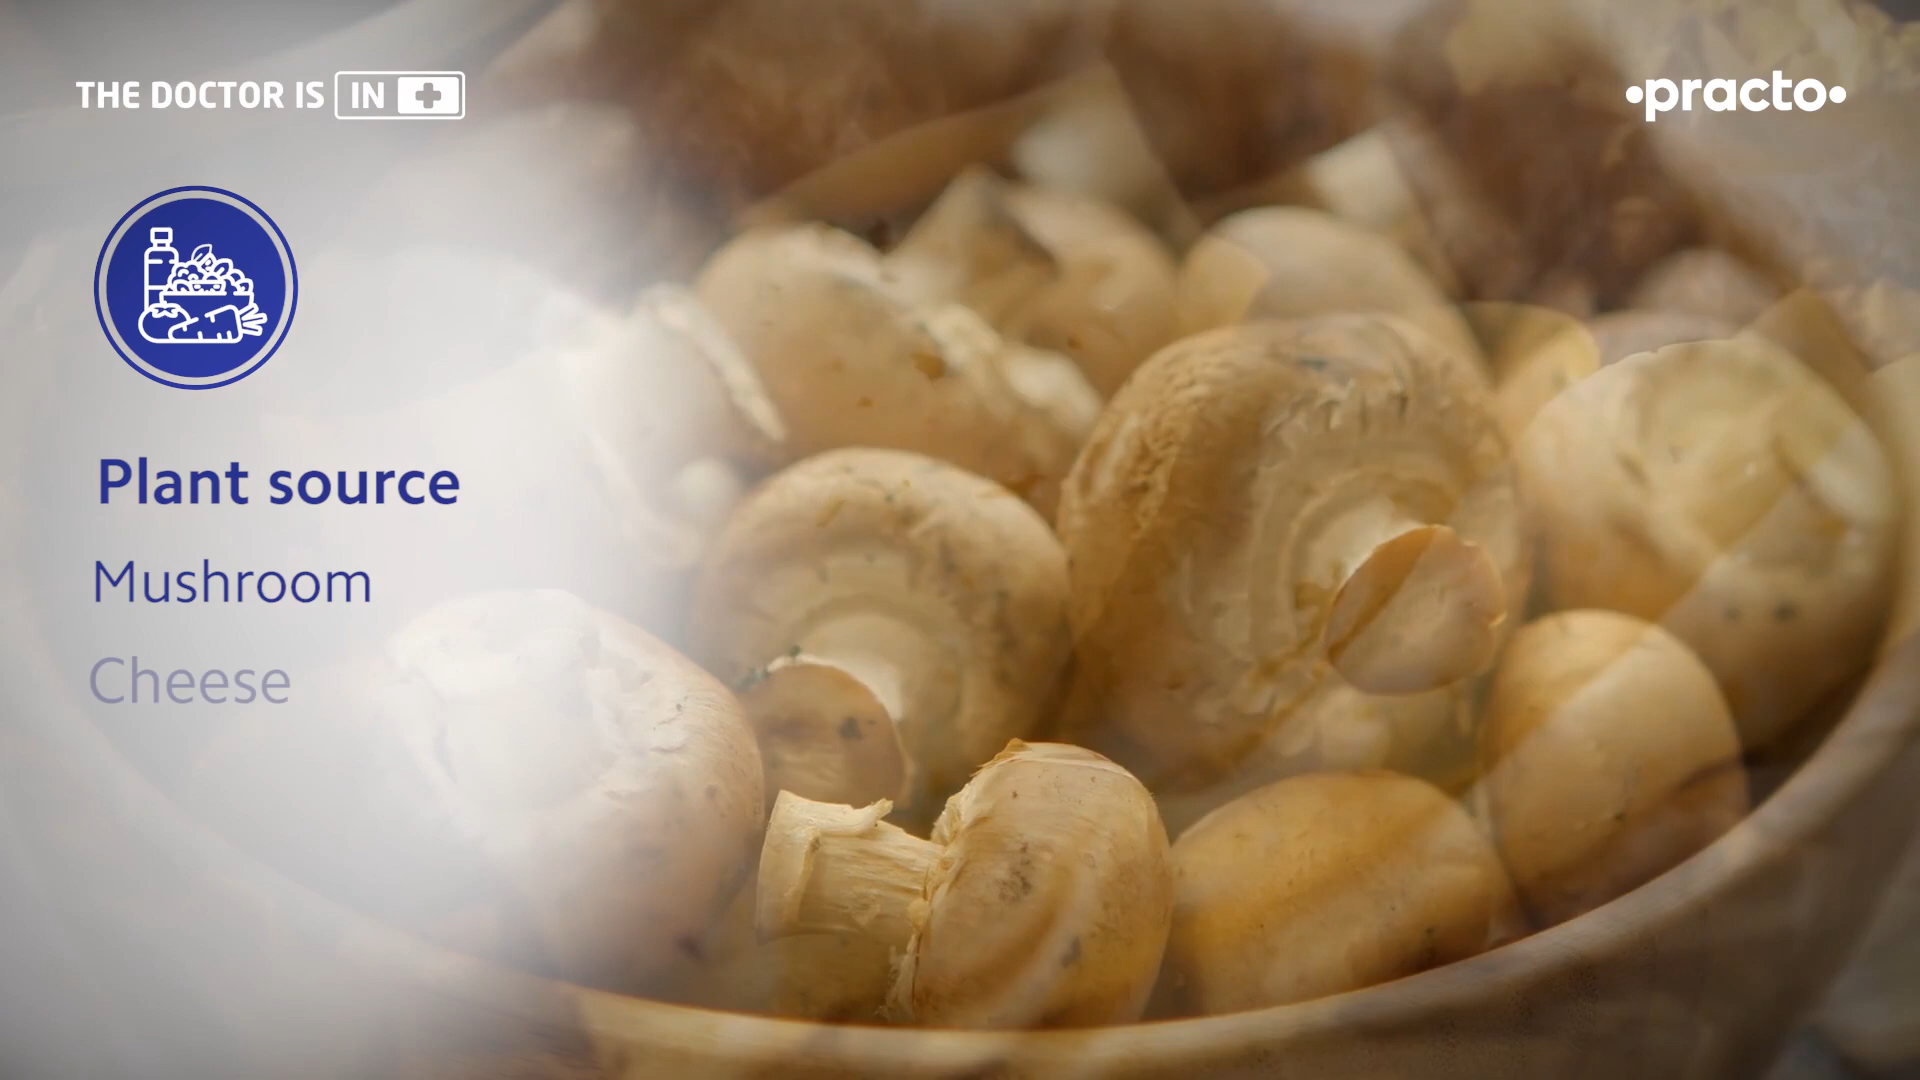 THE DOCTOR IS IN
•practo•
Plant source
Mushroom
Cheese